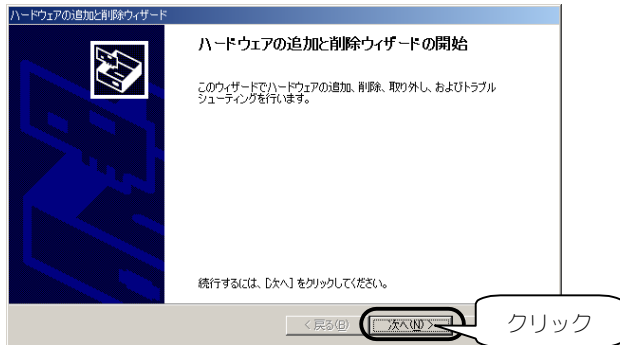 ハードウェアの追加と削除ウィザード
ハードウェアの追加と削除ウィザードの開始
このウィザードでハードウェアの追加、削除、取り外し、およびトラブル
シューティングを行います。
続行するには、[次へ] をクリックしてください。
< 戻る(B)
次へ(N) >
クリック